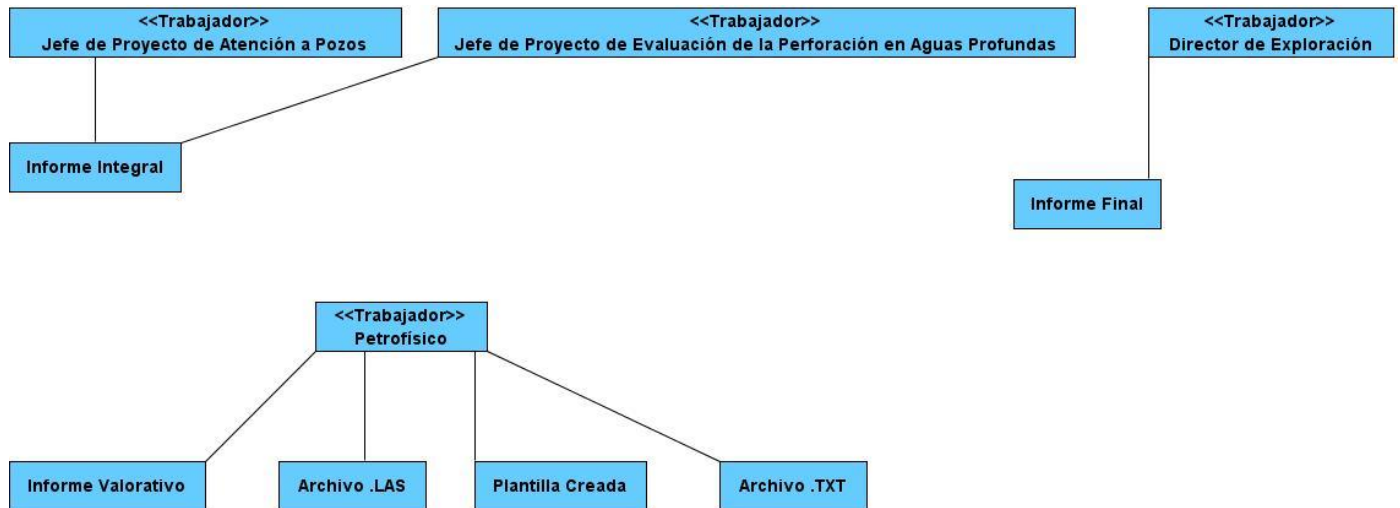 <<Trabajador>>
Jefe de Proyecto de Atención a Pozos
<<Trabajador>>
Jefe de Proyecto de Evaluación de la Perforación en Aguas Profundas
<<Trabajador>>
Director de Exploración
Informe Integral
Informe Final
<<Trabajador>>
Petrofísico
Informe Valorativo
Archivo .LAS
Plantilla Creada
Archivo .TXT